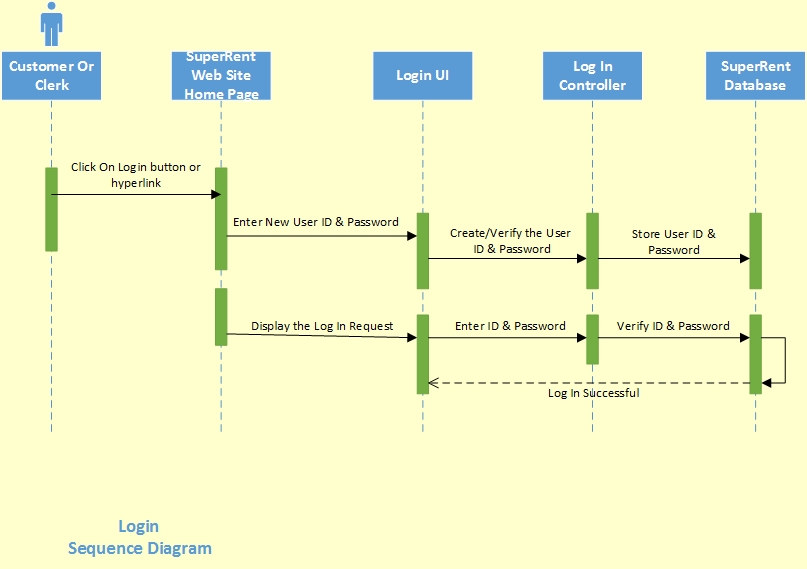 Customer Or
Clerk
SuperRent
Web Site
Home Page
Login UI
Log In
Controller
SuperRent
Database
Click On Login button or
hyperlink
Enter New User ID & Password
Create/Verify the User
ID & Password
Store User ID &
Password
Display the Log In Request
Enter ID & Password
Verify ID & Password
Log In Successful
Login
Sequence Diagram